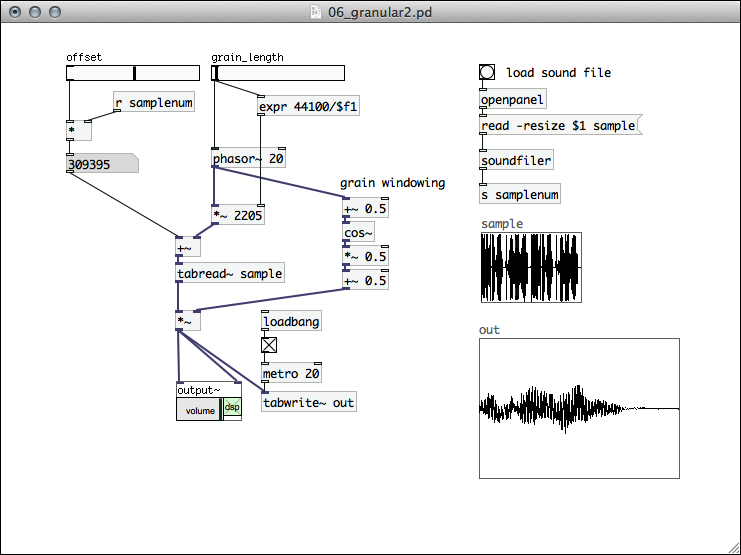 06_granular2.pd
offset
grain_length
load sound file
r samplenum
expr 44100/$f1
openpanel
*
read -resize $1 sample
309395
phasor~ 20
soundfiler
grain windowing
s samplenum
*~ 2205
+~ 0.5
sample
cos~
+~
*~ 0.5
tabread~ sample
+~ 0.5
*~
loadbang
out
metro 20
output~
tabwrite~ out
volume
dsp